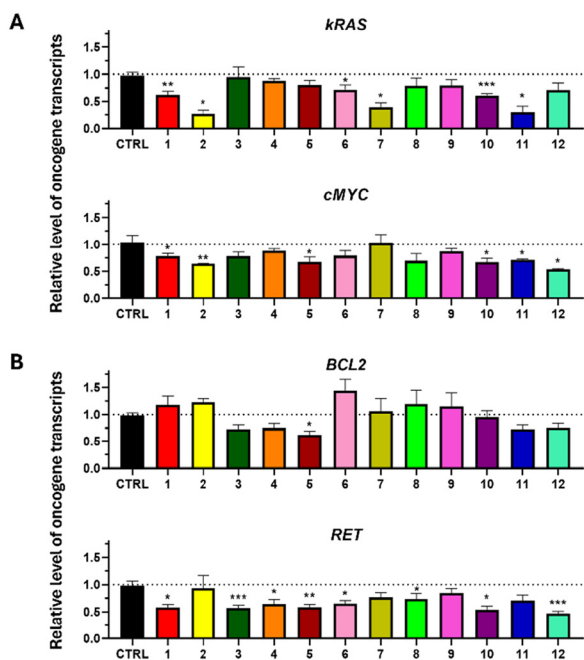 A
kRAS
Relative level of oncogene transcripts
1.5
1.0
0.5
0.0
** * * * *** *
CTRL 1 2 3 4 5 6 7 8 9 10 11 12
cMYC
1.5
1.0
0.5
0.0
* ** * * * *
CTRL 1 2 3 4 5 6 7 8 9 10 11 12
B
BCL2
Relative level of oncogene transcripts
1.5
1.0
0.5
0.0
*
CTRL 1 2 3 4 5 6 7 8 9 10 11 12
RET
1.5
1.0
0.5
0.0
* *** * ** * * * ***
CTRL 1 2 3 4 5 6 7 8 9 10 11 12